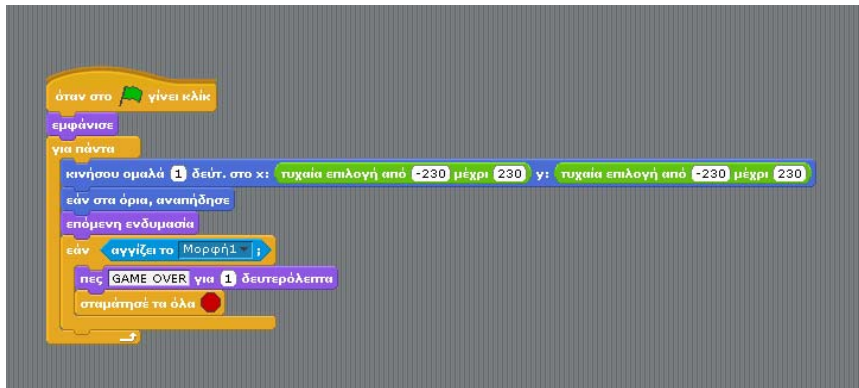 όταν στο γίνει κλικ
εμφάνισε
για πάντα
κινήσου ομαλά 1 δεύτ. στο x: τυχαία επιλογή από -230 μέχρι 230 y: τυχαία επιλογή από -230 μέχρι 230
εάν στα όρια, αναπήδησε
επόμενη ενδυμασία
εάν αγγίζει το Μορφή1 ;
πες GAME OVER για 1 δευτερόλεπτα
σταμάτησέ τα όλα